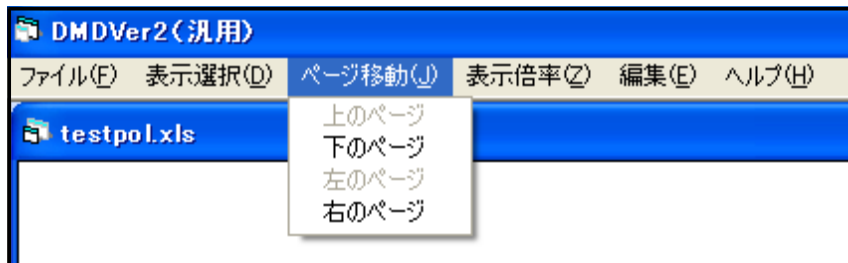 DMDVer2(汎用)
ファイル(F) 表示選択(D) ページ移動(J) 表示倍率(Z) 編集(E) ヘルプ(H)
上のページ
testpol.xls
下のページ
左のページ
右のページ